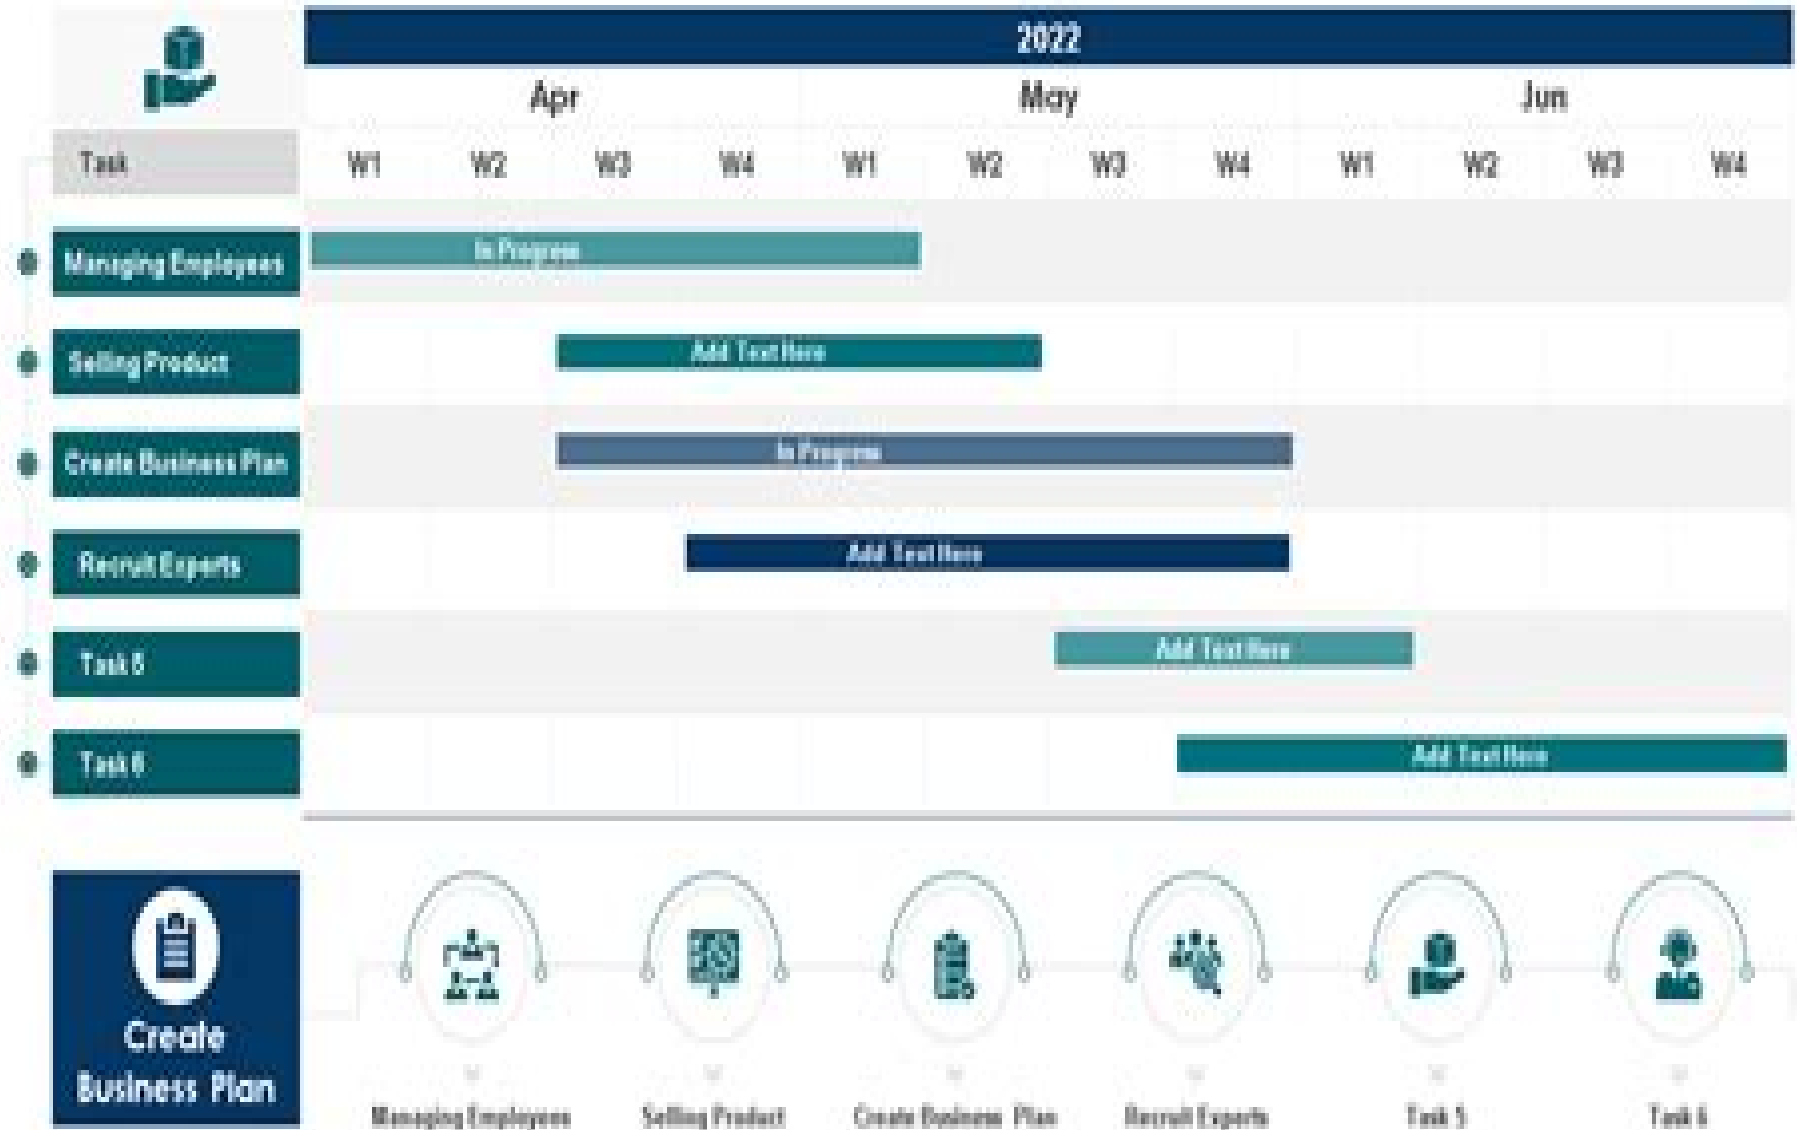 2022
Apr May Jun
Task W1 W2 W3 W4 W1 W2 W3 W4 W1 W2 W3 W4
Managing Employees In Progress
Selling Product Add Text Here
Create Business Plan In Progress
Recruit Experts Add Text Here
Task 5 Add Text Here
Task 6 Add Text Here
Create
Business Plan
Managing Employees Selling Product Create Business Plan Recruit Experts Task 5 Task 6